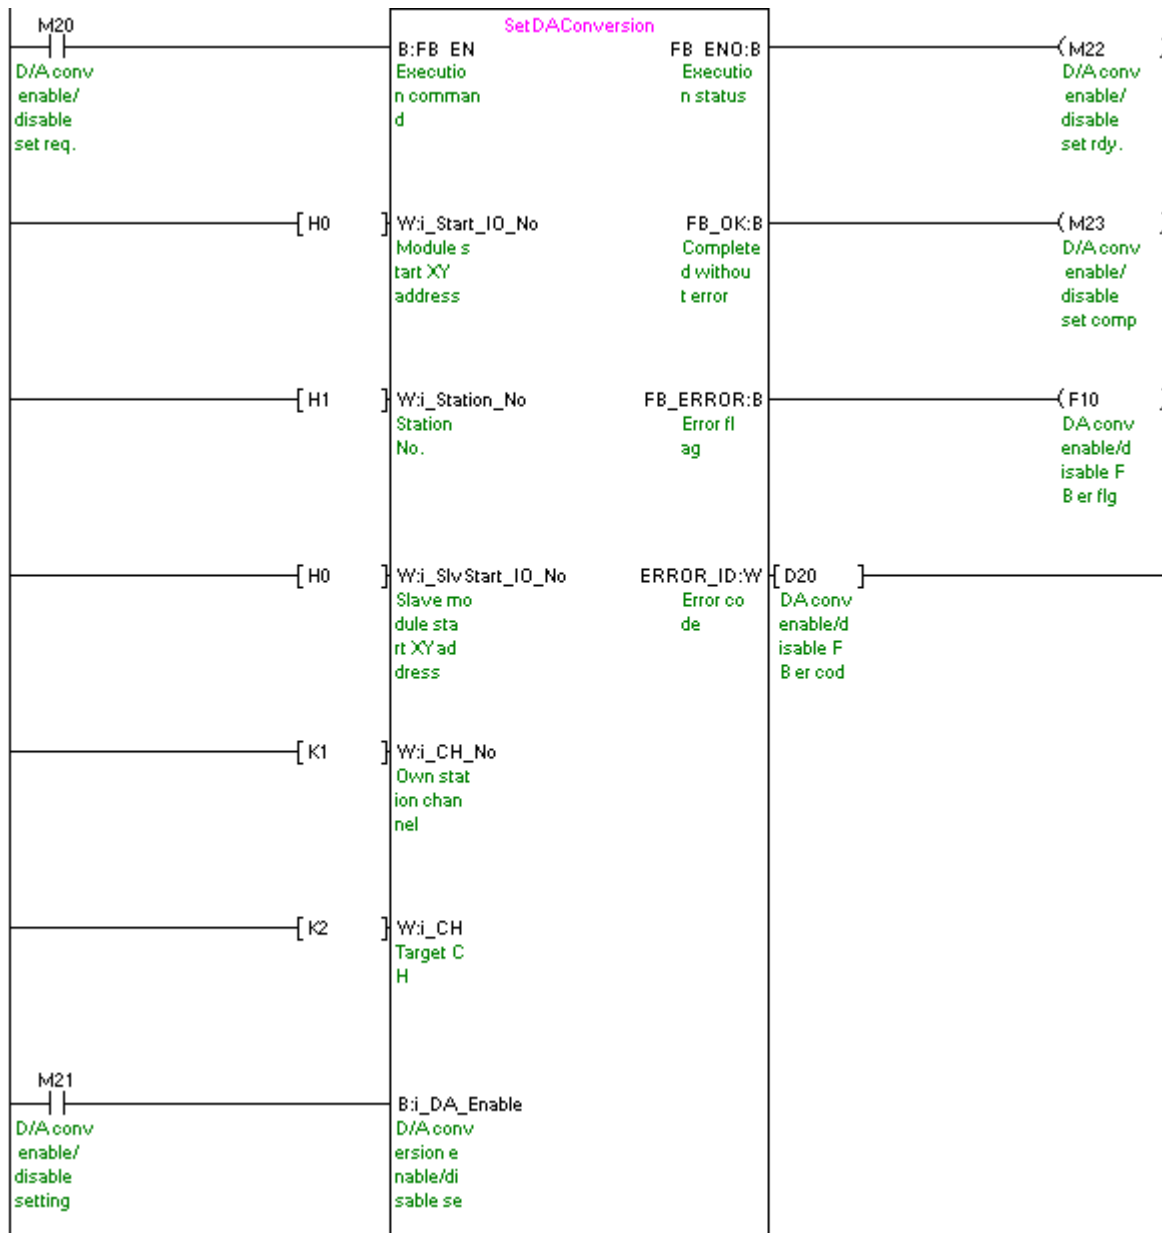 M20
SetDAConversion
B:FB_EN
FB_ENO:B
M22
D/A conv
enable/
disable
set req.
Executio
n comman
d
Executio
n status
D/A conv
enable/
disable
set rdy.
H0
W:i_Start_IO_No
FB_OK:B
M23
Module s
tart XY
address
Complete
d withou
t error
D/A conv
enable/
disable
set comp
H1
W:i_Station_No
FB_ERROR:B
F10
Station
No.
Error fl
ag
DA conv
enable/d
isable F
B er flg
H0
W:i_SlvStart_IO_No
ERROR_ID:W
D20
Slave mo
dule sta
rt XY ad
dress
Error co
de
DA conv
enable/d
isable F
B er cod
K1
W:i_CH_No
Own stat
ion chan
nel
K2
W:i_CH
Target C
H
M21
B:i_DA_Enable
D/A conv
enable/
disable
setting
D/A conv
ersion e
nable/di
sable se